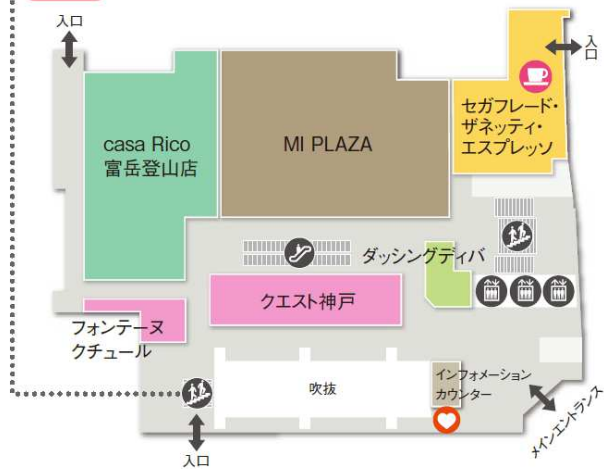 入口
入口
casa Rico
富岳登山店
MI PLAZA
セガフレード・
ザネッティ・
エスプレッソ
ダッシングディバ
クエスト神戸
フォンテーヌ
クチュール
吹抜
インフォメーション
カウンター
メインエントランス
入口